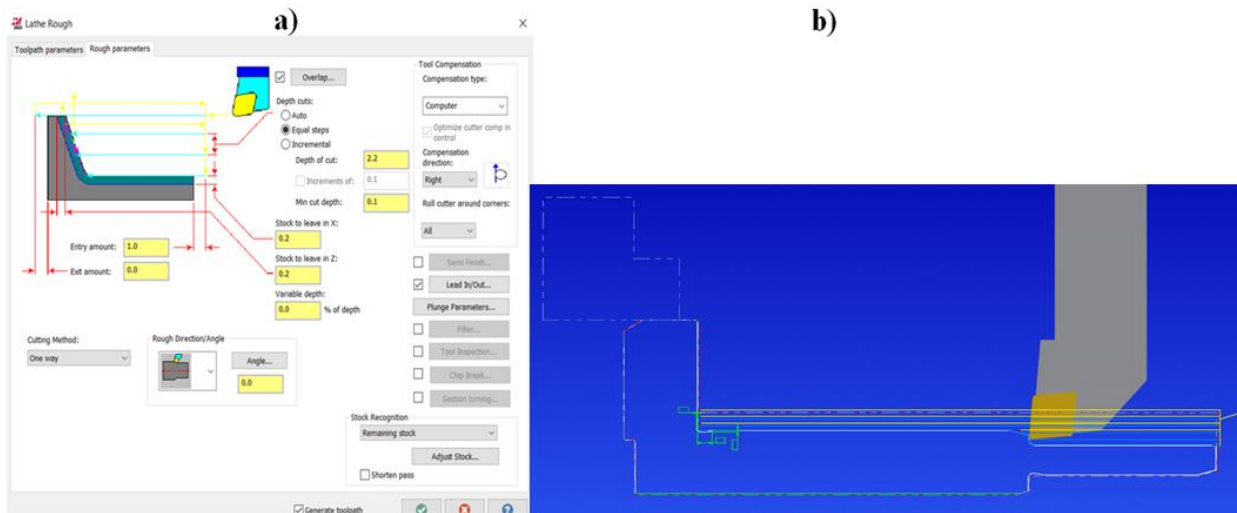 a)
b)
Lathe Rough
Toolpath parameters
Rough parameters
Overlap...
Depth cuts:
Auto
Equal steps
Incremental
Depth of cut:
2.2
Increments of:
0.1
Min cut depth:
0.1
Stock to leave in X:
0.2
Stock to leave in Z:
0.2
Variable depth:
0.0
% of depth
Entry amount:
1.0
Exit amount:
0.0
Cutting Method:
One way
Rough Direction/Angle
Angle...
0.0
Tool Compensation
Compensation type:
Computer
Optimize cutter comp in
control
Compensation
direction:
Right
Roll cutter around corners:
All
Semi Finish...
Lead In/Out...
Plunge Parameters...
Filter...
Tool Inspection...
Chip Break...
Section turning...
Stock Recognition
Remaining stock
Adjust Stock...
Shorten pass
Generate toolpath